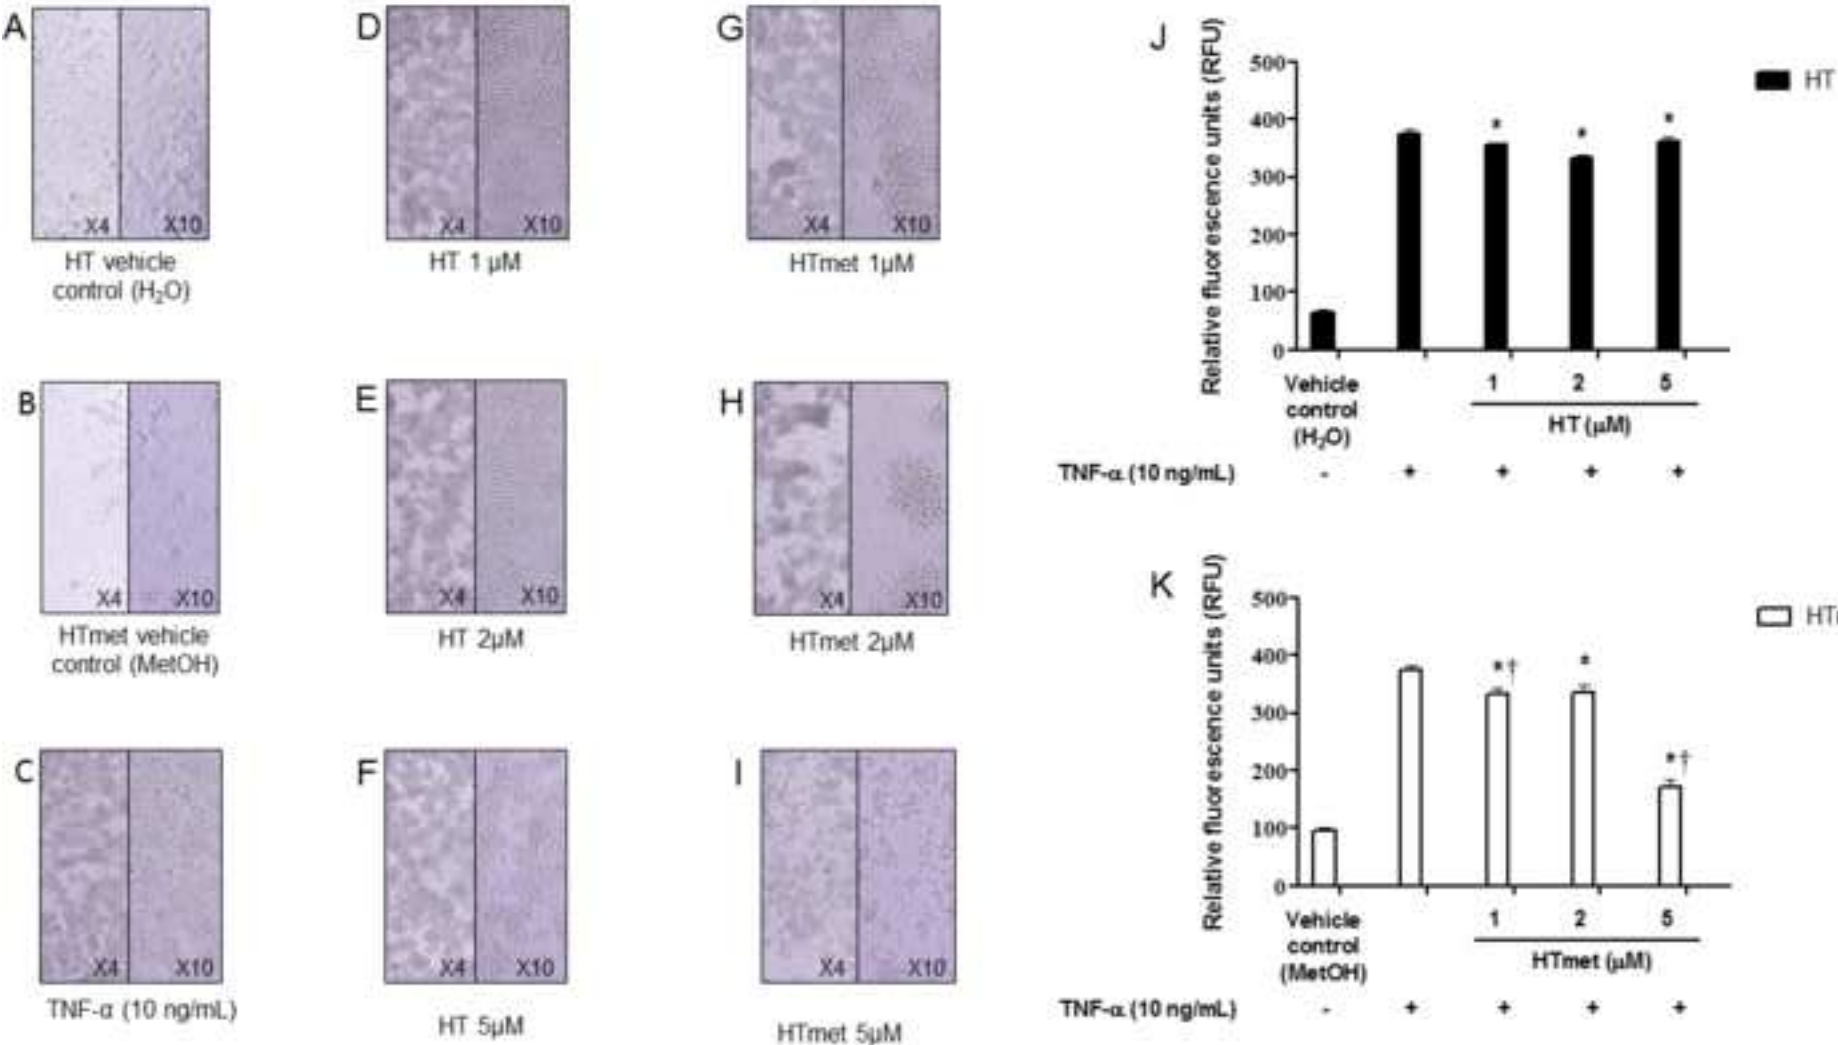 A
X4
X10
HT vehicle
control (H₂O)
D
X4
X10
HT 1 µM
G
X4
X10
HTmet 1µM
B
X4
X10
HTmet vehicle
control (MetOH)
E
X4
X10
HT 2µM
H
X4
X10
HTmet 2µM
C
X4
X10
TNF-α (10 ng/mL)
F
X4
X10
HT 5µM
I
X4
X10
HTmet 5µM
J
Relative fluorescence units (RFU)
500
400
300
200
100
0
* * *
HT
Vehicle
control
(H₂O)
1 2 5
HT (µM)
TNF-α (10 ng/mL) - + + + +
K
Relative fluorescence units (RFU)
500
400
300
200
100
0
*† * *†
HT
Vehicle
control
(MetOH)
1 2 5
HTmet (µM)
TNF-α (10 ng/mL) - + + + +